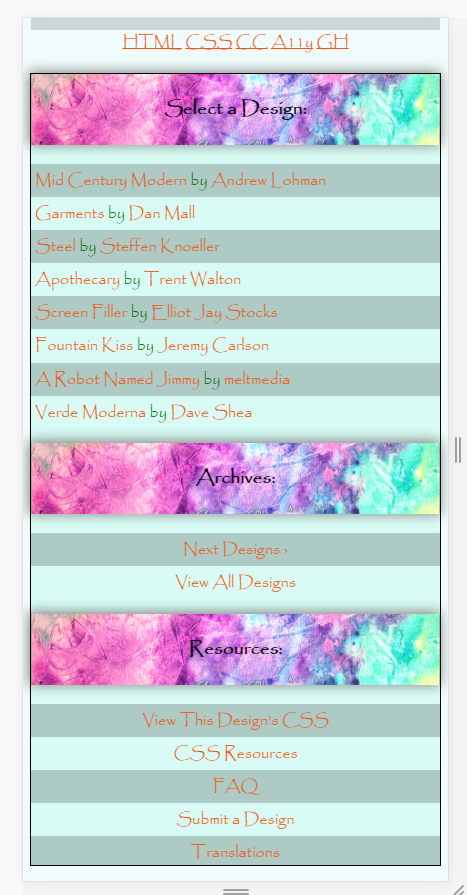 HTML CSS CC A11y GH
Select a Design:
Mid Century Modern by Andrew Lohman
Garments by Dan Mall
Steel by Steffen Knoeller
Apothecary by Trent Walton
Screen Filler by Elliot Jay Stocks
Fountain Kiss by Jeremy Carlson
A Robot Named Jimmy by meltmedia
Verde Moderna by Dave Shea
Archives:
Next Designs ›
View All Designs
Resources:
View This Design's CSS
CSS Resources
FAQ
Submit a Design
Translations